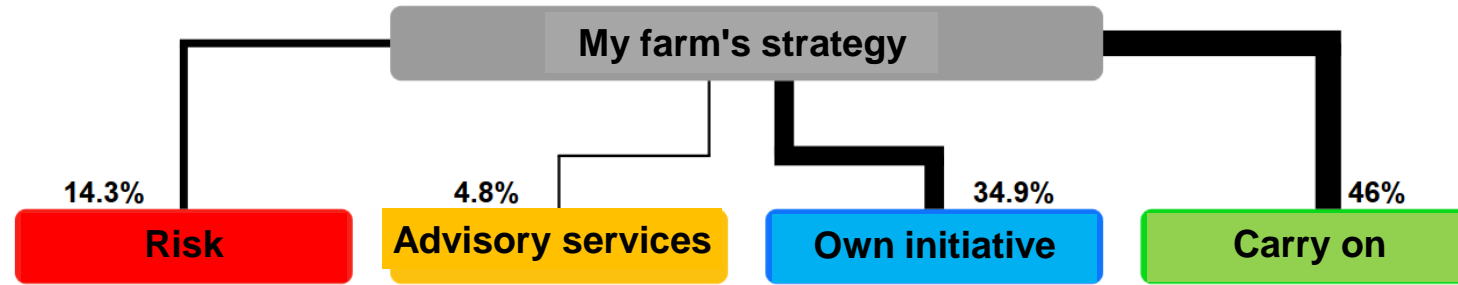 My farm's strategy
14.3%
4.8%
34.9%
46%
Risk
Advisory services
Own initiative
Carry on